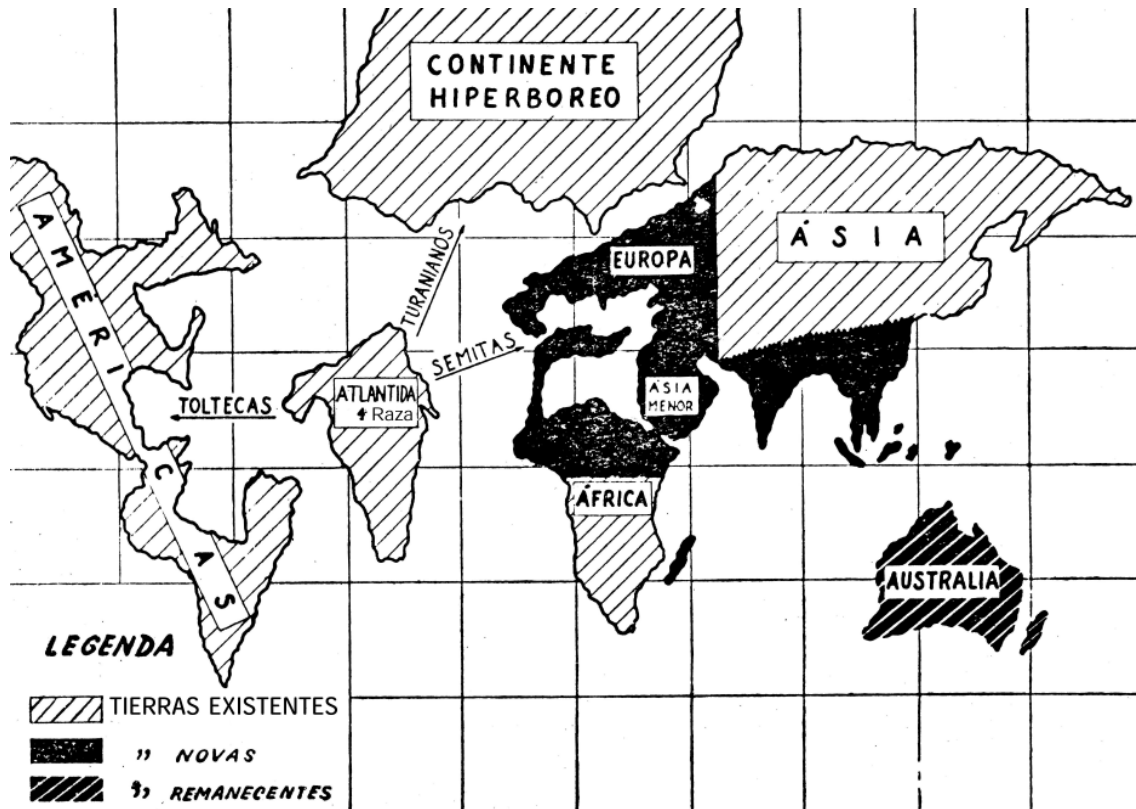 CONTINENTE
HIPERBOREO
ÁSIA
EUROPA
AMÉRICAS
TURANIANOS
SEMITAS
ATLANTIDA
4 Raza
TOLTECAS
ÁSIA
MENOR
ÁFRICA
AUSTRALIA
LEGENDA
TIERRAS EXISTENTES
" NOVAS
" REMANECENTES